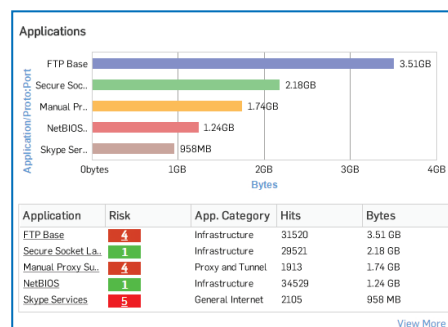 Applications
Application/Proto:Port
FTP Base 3.51GB
Secure Soc.. 2.18GB
Manual Pr.. 1.74GB
NetBIOS.. 1.24GB
Skype Ser.. 958MB
0bytes 1GB 2GB 3GB 4GB
Bytes
Application Risk App. Category Hits Bytes
FTP Base 4 Infrastructure 31520 3.51 GB
Secure Socket La.. 1 Infrastructure 29521 2.18 GB
Manual Proxy Su.. 4 Proxy and Tunnel 1913 1.74 GB
NetBIOS 1 Infrastructure 34529 1.24 GB
Skype Services 5 General Internet 2105 958 MB
View More